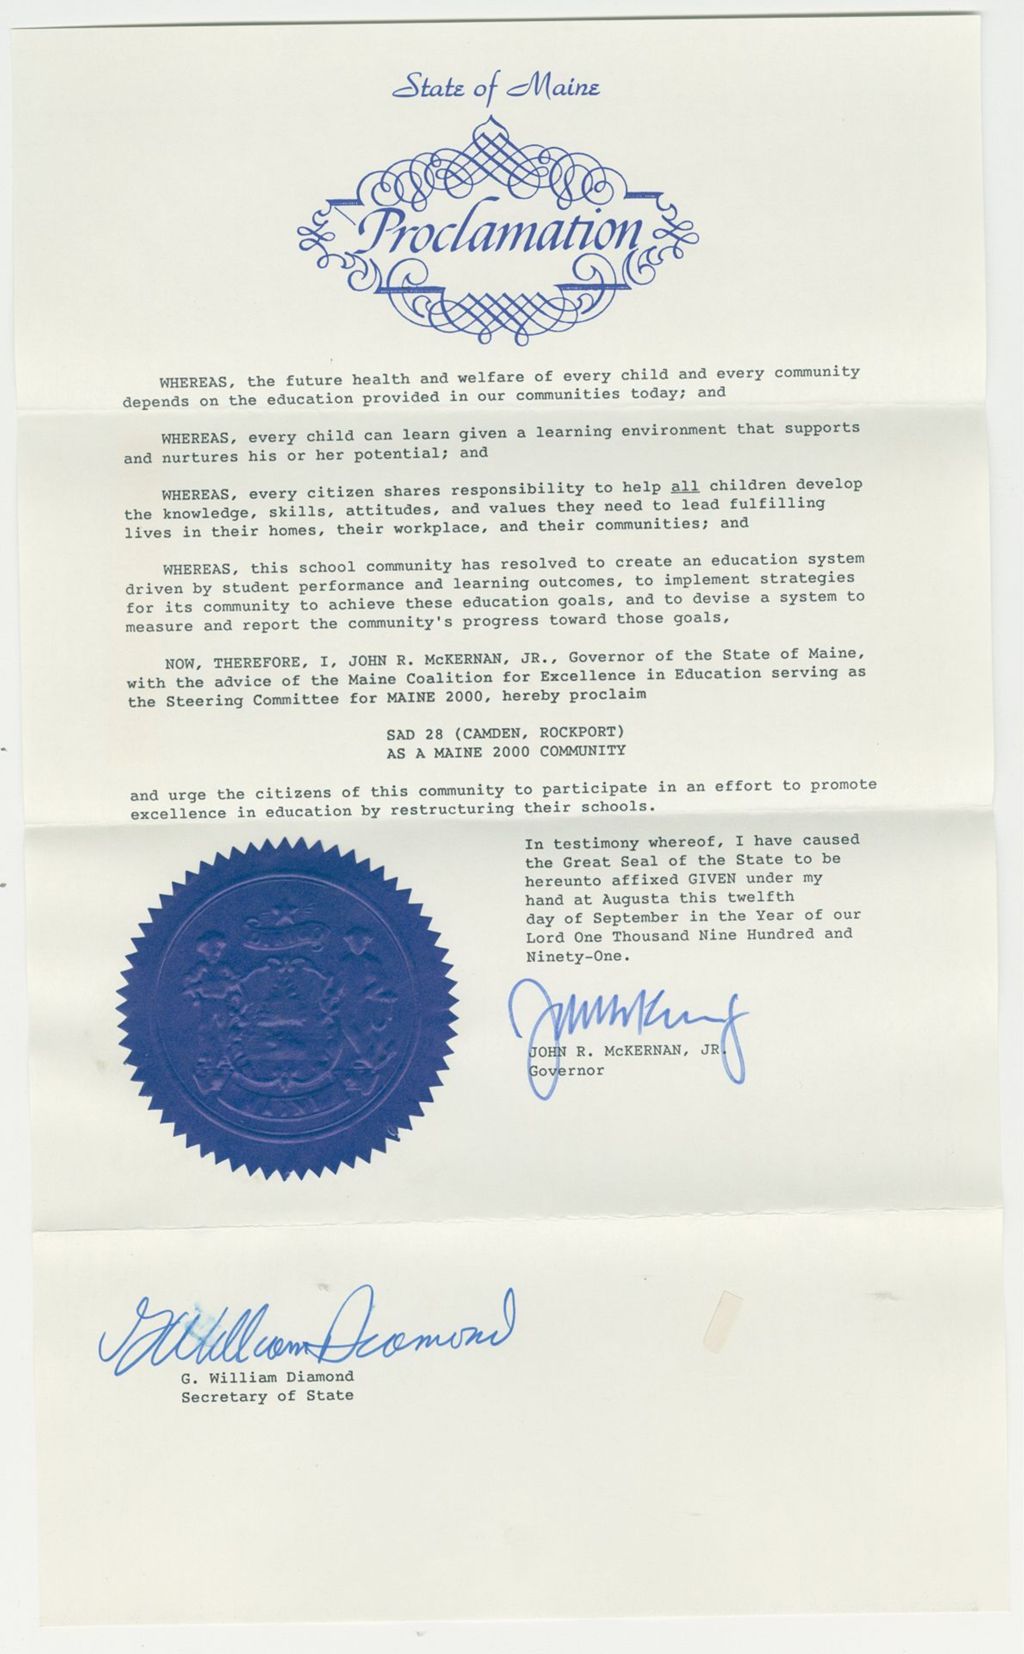 State of Maine
Proclamation
WHEREAS, the future health and welfare of every child and every community
depends on the education provided in our communities today; and
WHEREAS, every child can learn given a learning environment that supports
and nurtures his or her potential; and
WHEREAS, every citizen shares responsibility to help all children develop
the knowledge, skills, attitudes, and values they need to lead fulfilling
lives in their homes, their workplace, and their communities; and
WHEREAS, this school community has resolved to create an education system
driven by student performance and learning outcomes, to implement strategies
for its community to achieve these education goals, and to devise a system to
measure and report the community's progress toward those goals,
NOW, THEREFORE, I, JOHN R. McKERNAN, JR., Governor of the State of Maine,
with the advice of the Maine Coalition for Excellence in Education serving as
the Steering Committee for MAINE 2000, hereby proclaim
SAD 28 (CAMDEN, ROCKPORT)
AS A MAINE 2000 COMMUNITY
and urge the citizens of this community to participate in an effort to promote
excellence in education by restructuring their schools.
In testimony whereof, I have caused
the Great Seal of the State to be
hereunto affixed GIVEN under my
hand at Augusta this twelfth
day of September in the Year of our
Lord One Thousand Nine Hundred and
Ninety-One.
JOHN R. McKERNAN, JR.
Governor
MAINE
G William Diamond
G. William Diamond
Secretary of State